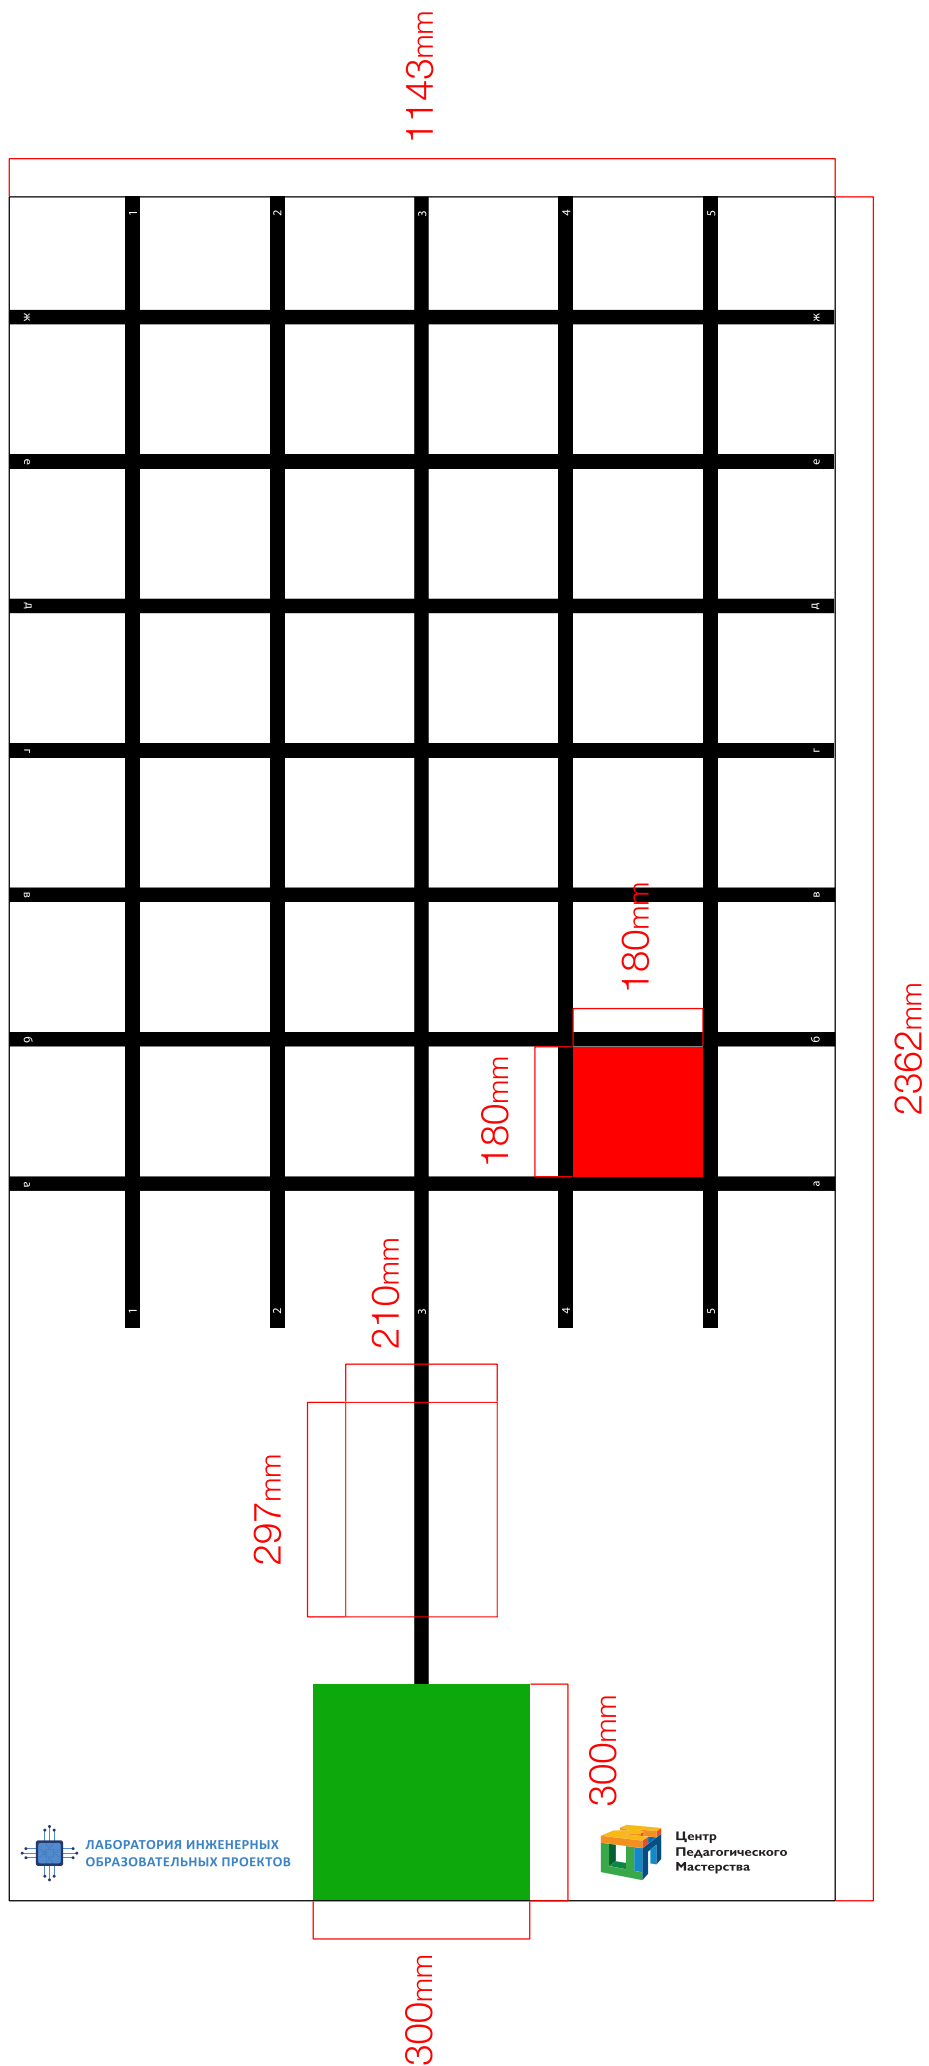 1143mm
1 2 3 4 5
ж ж
е е
д д
г г
в в
180mm
2362mm
б б
180mm
а а
210mm
1 2 3 4 5
297mm
300mm
ЛАБОРАТОРИЯ ИНЖЕНЕРНЫХ
ОБРАЗОВАТЕЛЬНЫХ ПРОЕКТОВ
Центр
Педагогического
Мастерства
300mm